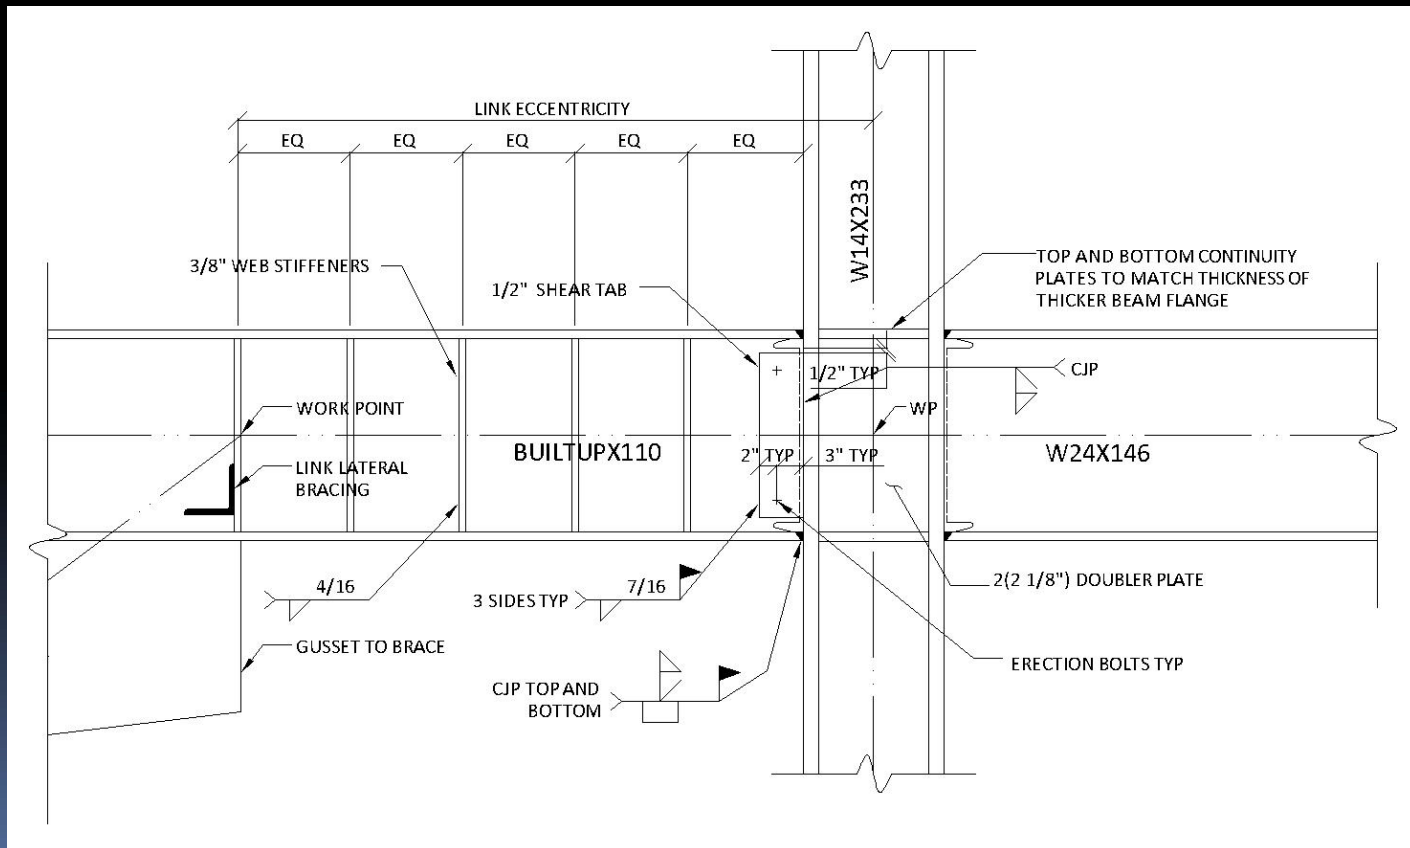 LINK ECCENTRICITY
EQ EQ EQ EQ EQ
W14X233
3/8" WEB STIFFENERS
1/2" SHEAR TAB
TOP AND BOTTOM CONTINUITY
PLATES TO MATCH THICKNESS OF
THICKER BEAM FLANGE
1/2" TYP
CJP
WORK POINT
WP
BUILTUPX110
2" TYP
3" TYP
W24X146
LINK LATERAL
BRACING
4/16
3 SIDES TYP
7/16
2(2 1/8") DOUBLER PLATE
GUSSET TO BRACE
ERECTION BOLTS TYP
CJP TOP AND
BOTTOM